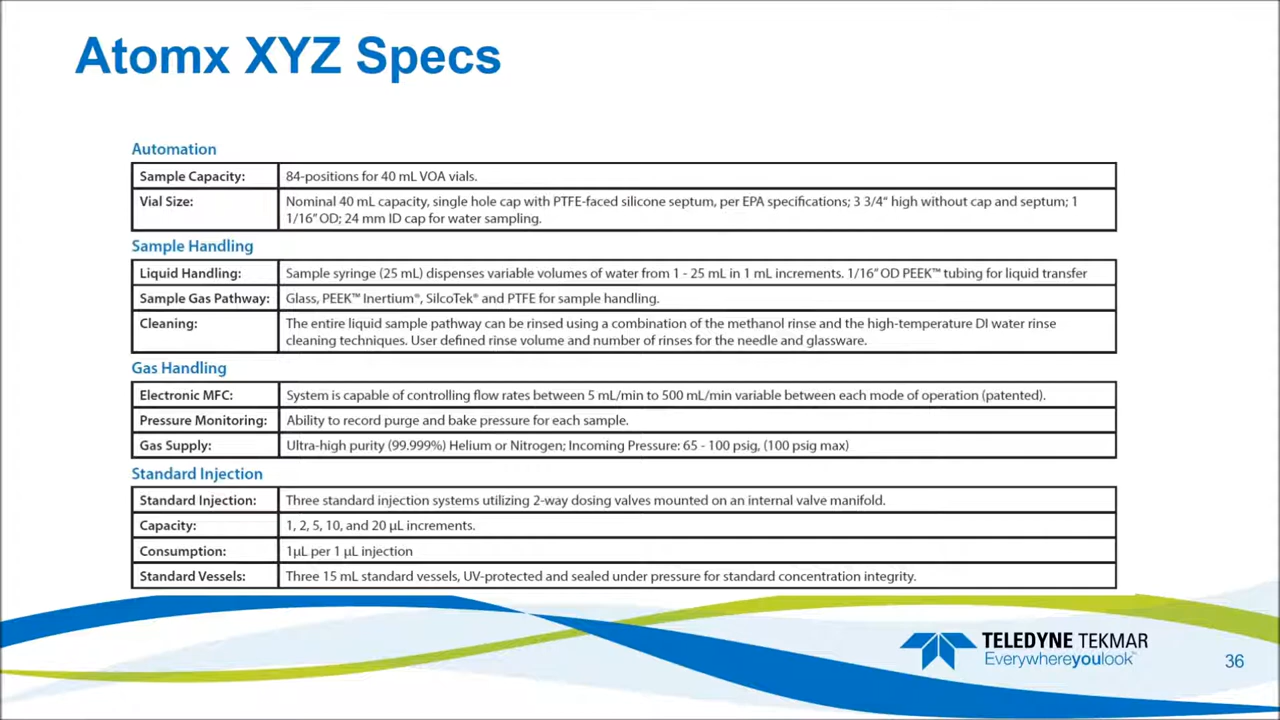 Atomx XYZ Specs
Automation
Sample Capacity: 84-positions for 40 mL VOA vials.
Vial Size: Nominal 40 mL capacity, single hole cap with PTFE-faced silicone septum, per EPA specifications; 3 3/4" high without cap and septum; 1
1/16" OD; 24 mm ID cap for water sampling.
Sample Handling
Liquid Handling: Sample syringe (25 mL) dispenses variable volumes of water from 1 - 25 mL in 1 mL increments. 1/16" OD PEEK™ tubing for liquid transfer
Sample Gas Pathway: Glass, PEEK™ Inertium®, SilcoTek® and PTFE for sample handling.
Cleaning: The entire liquid sample pathway can be rinsed using a combination of the methanol rinse and the high-temperature DI water rinse
cleaning techniques. User defined rinse volume and number of rinses for the needle and glassware.
Gas Handling
Electronic MFC: System is capable of controlling flow rates between 5 mL/min to 500 mL/min variable between each mode of operation (patented).
Pressure Monitoring: Ability to record purge and bake pressure for each sample.
Gas Supply: Ultra-high purity (99.999%) Helium or Nitrogen; Incoming Pressure: 65 - 100 psig, (100 psig max)
Standard Injection
Standard Injection: Three standard injection systems utilizing 2-way dosing valves mounted on an internal valve manifold.
Capacity: 1, 2, 5, 10, and 20 µL increments.
Consumption: 1µL per 1 µL injection
Standard Vessels: Three 15 mL standard vessels, UV-protected and sealed under pressure for standard concentration integrity.
TELEDYNE TEKMAR
Everywhereyoulook™
36